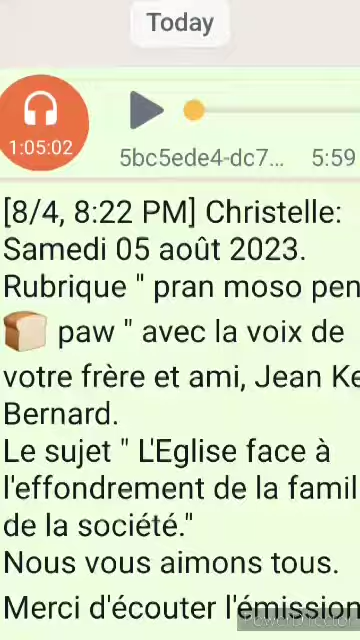 Today
1:05:02
5bc5ede4-dc7... 5:59
[8/4, 8:22 PM] Christelle:
Samedi 05 août 2023.
Rubrique " pran moso pen
🍞 paw " avec la voix de
votre frère et ami, Jean Ke
Bernard.
Le sujet " L'Eglise face à
l'effondrement de la famil
de la société."
Nous vous aimons tous.
Merci d'écouter l'émission
PowerDirector